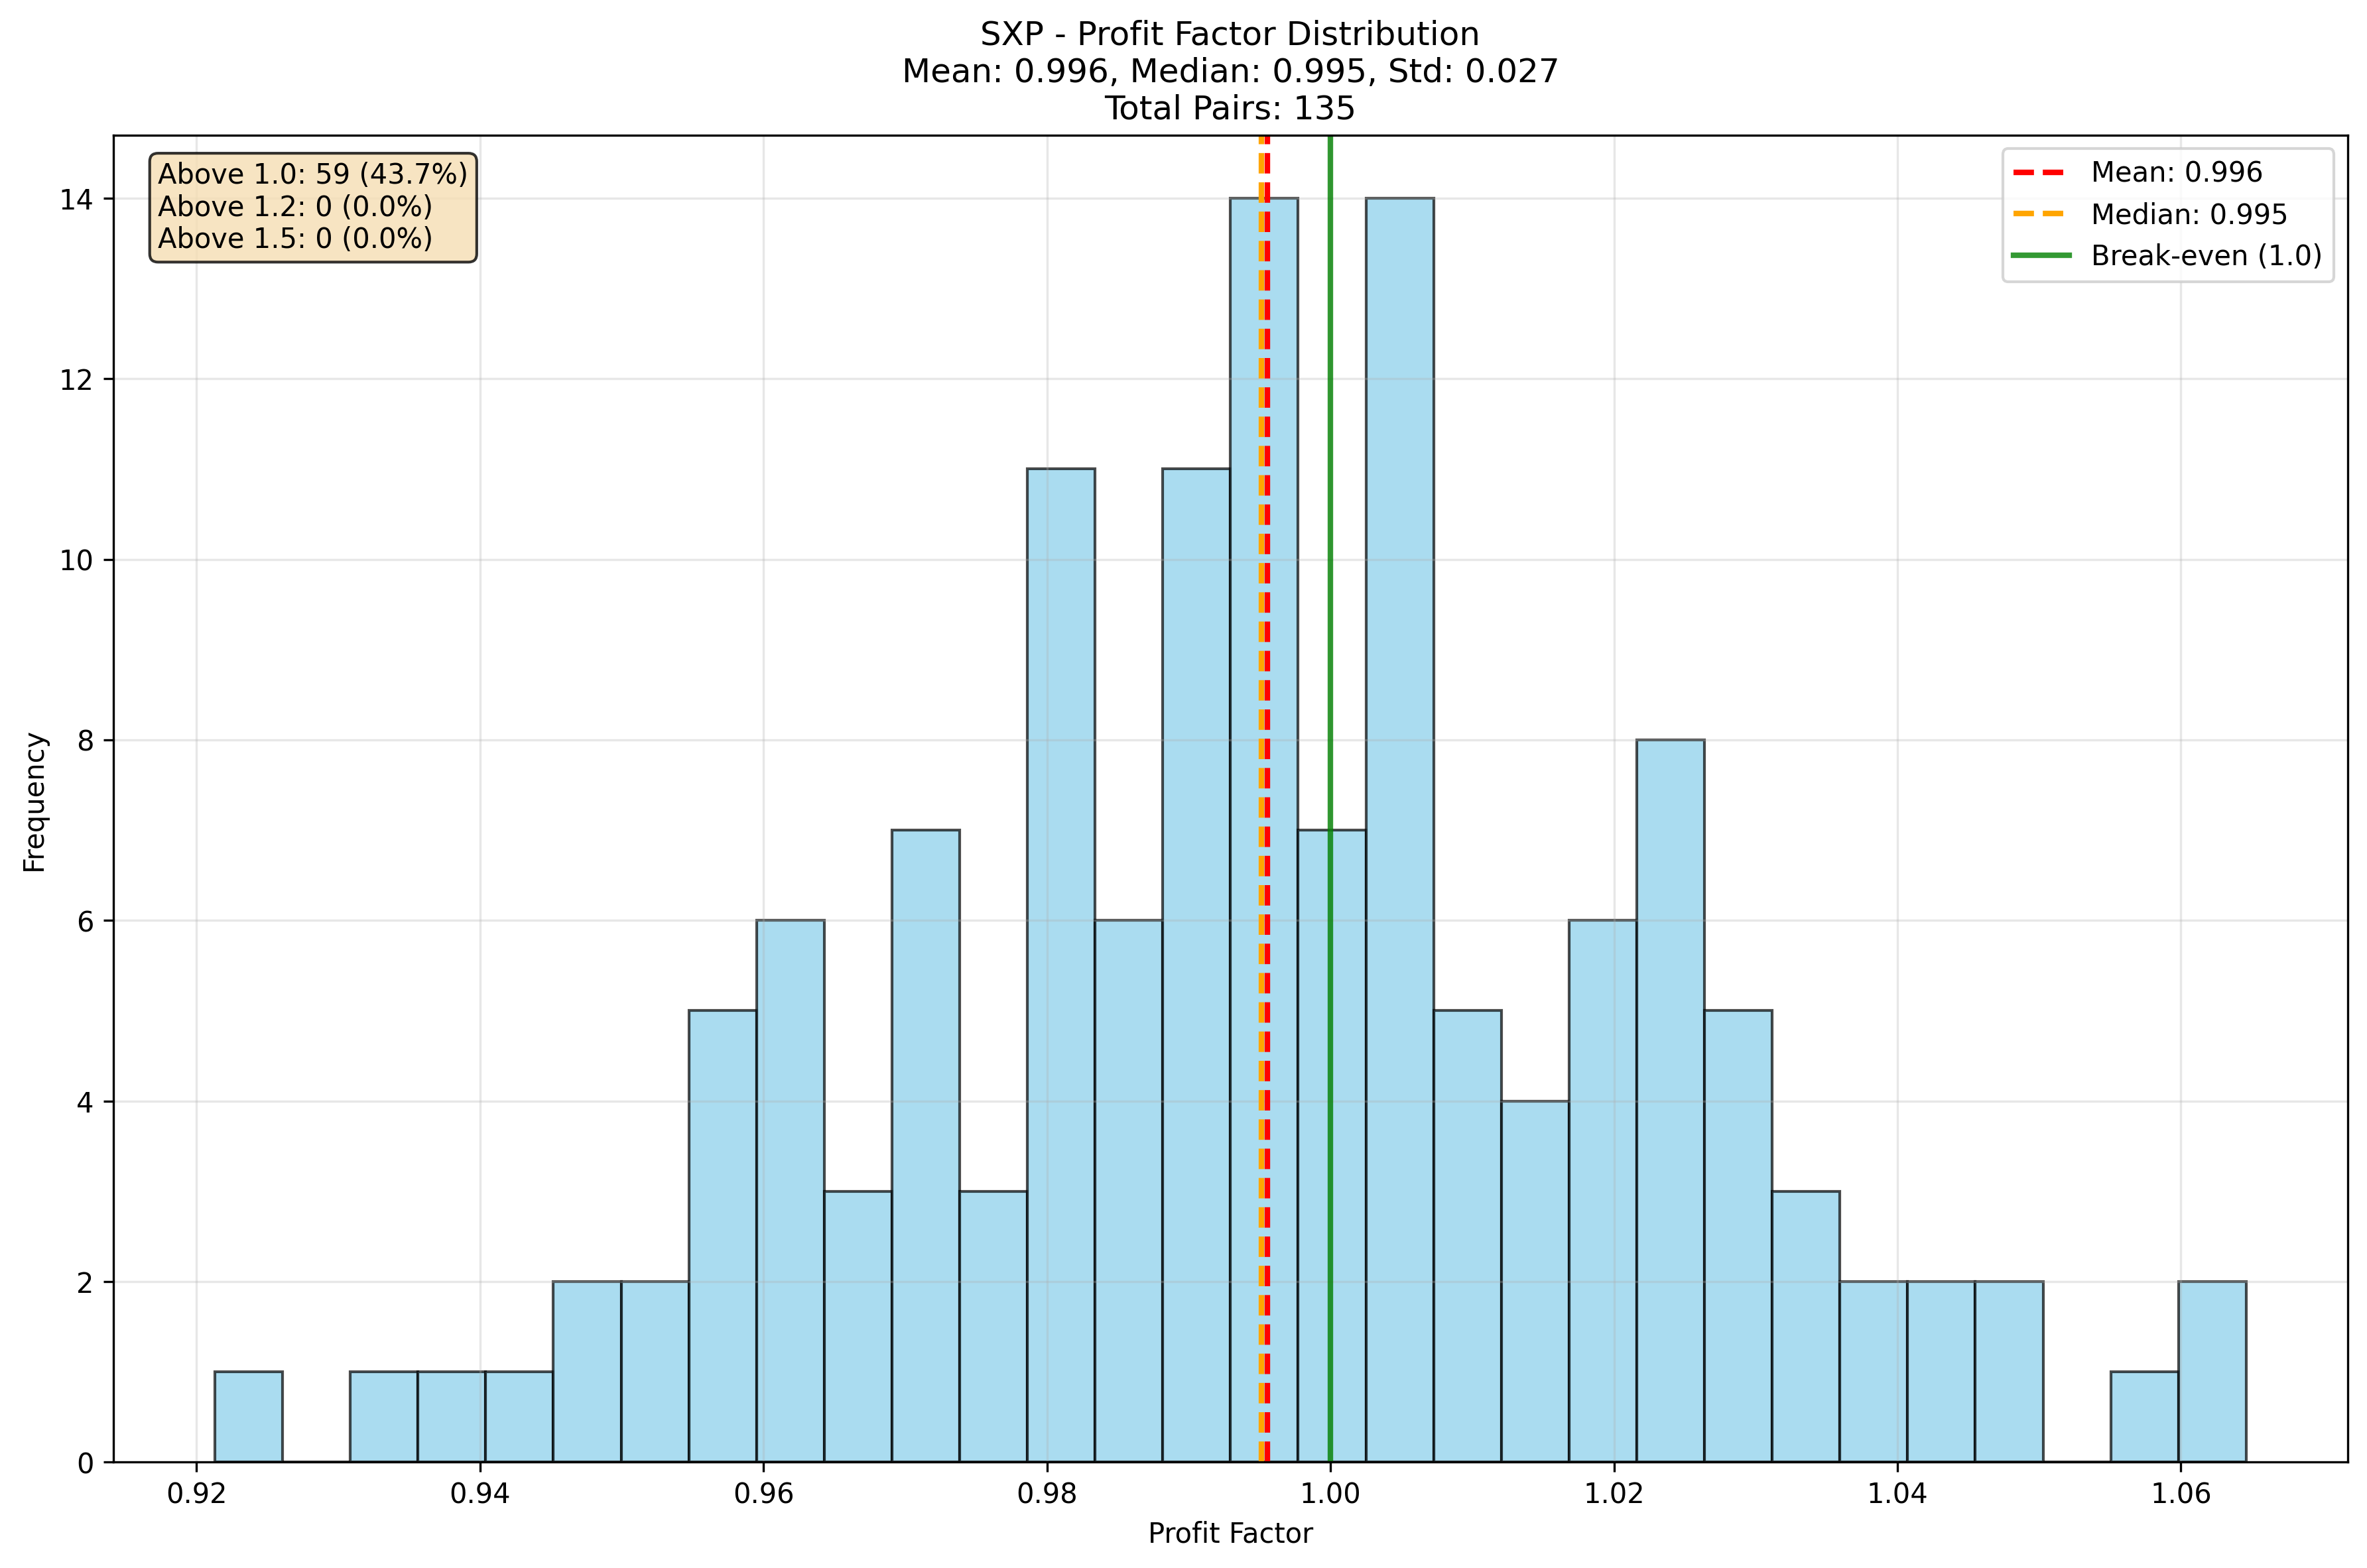 SXP - Profit Factor Distribution
Mean: 0.996, Median: 0.995, Std: 0.027
Total Pairs: 135
Above 1.0: 59 (43.7%)
Above 1.2: 0 (0.0%)
Above 1.5: 0 (0.0%)
Mean: 0.996
Median: 0.995
Break-even (1.0)
Frequency
14
12
10
8
6
4
2
0
0.92 0.94 0.96 0.98 1.00 1.02 1.04 1.06
Profit Factor